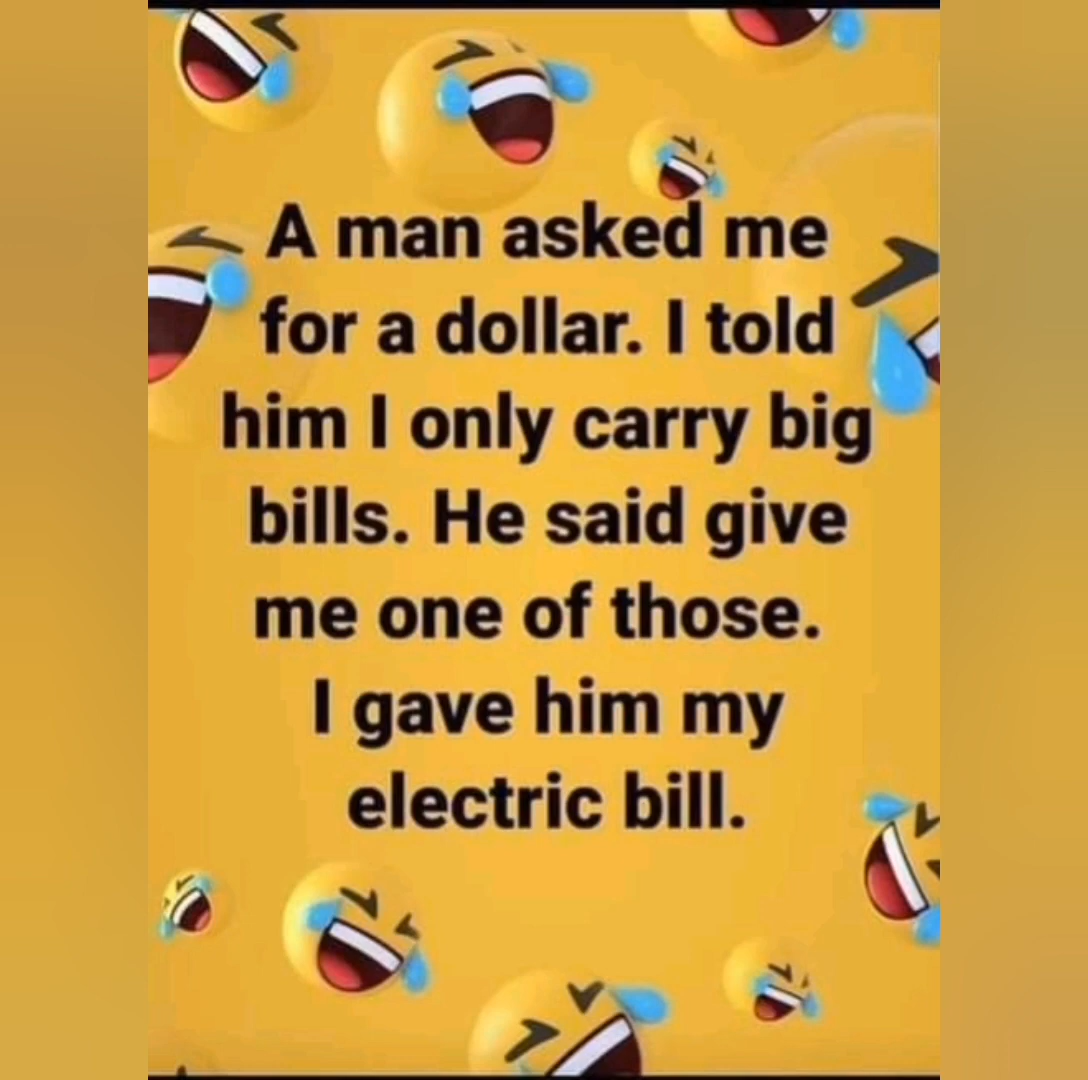 A man asked me
for a dollar. I told
him I only carry big
bills. He said give
me one of those.
I gave him my
electric bill.